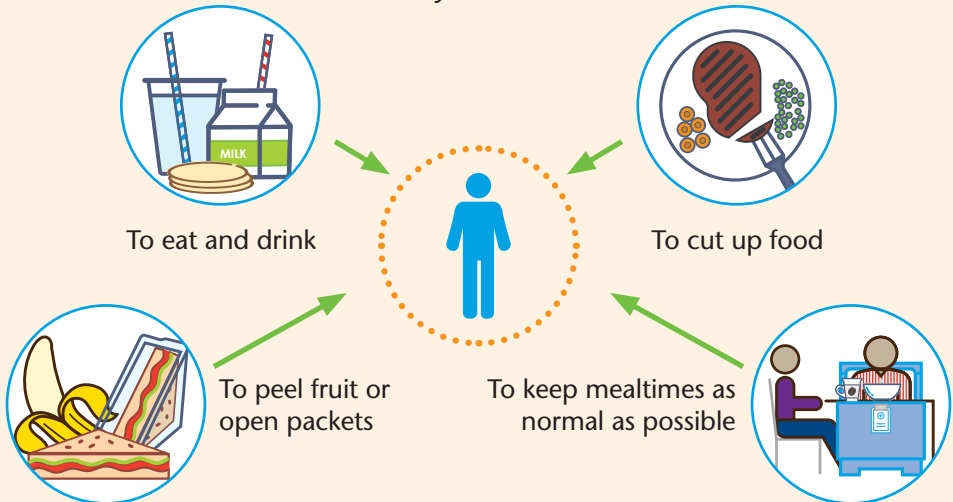 MILK
To eat and drink
To cut up food
To peel fruit or
open packets
To keep mealtimes as
normal as possible